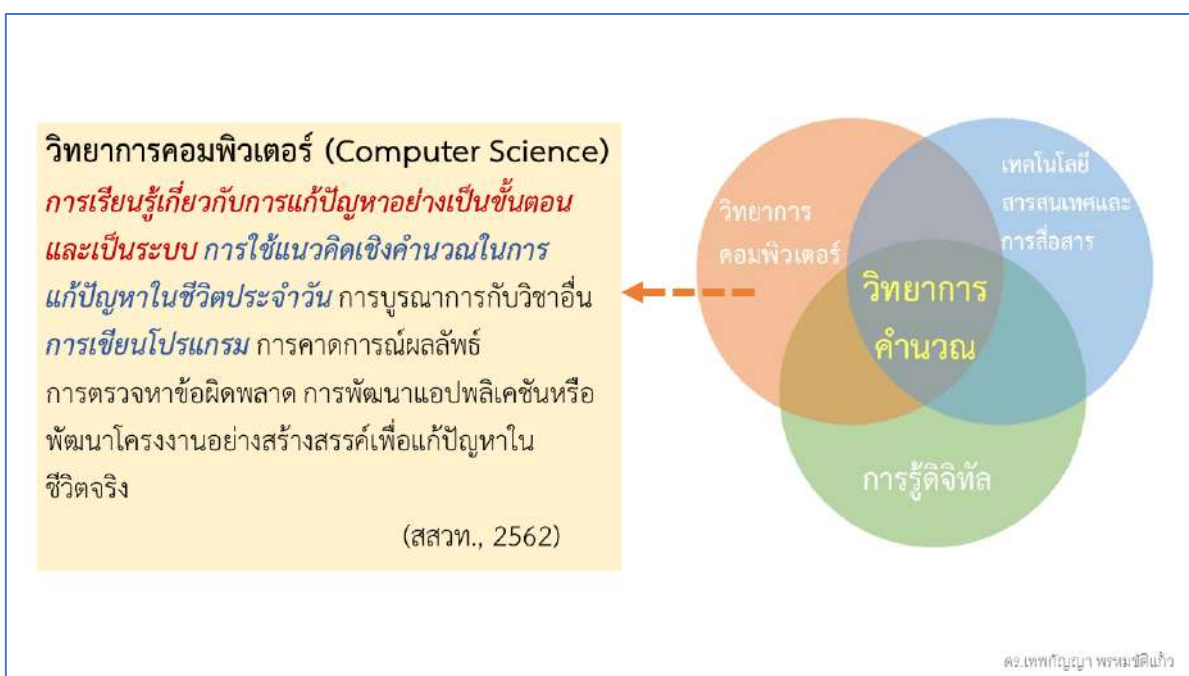 วิทยาการคอมพิวเตอร์ (Computer Science)
การเรียนรู้เกี่ยวกับการแก้ปัญหาอย่างเป็นขั้นตอน
และเป็นระบบ การใช้แนวคิดเชิงคำนวณในการ
แก้ปัญหาในชีวิตประจำวัน การบูรณาการกับวิชาอื่น
การเขียนโปรแกรม การคาดการณ์ผลลัพธ์
การตรวจหาข้อผิดพลาด การพัฒนาแอปพลิเคชันหรือ
พัฒนาโครงงานอย่างสร้างสรรค์เพื่อแก้ปัญหาใน
ชีวิตจริง
(สสวท., 2562)
วิทยาการ
คอมพิวเตอร์
เทคโนโลยี
สารสนเทศและ
การสื่อสาร
วิทยาการ
คำนวณ
การรู้ดิจิทัล
ดร.เทพกัญญา พรหมขัติแก้ว